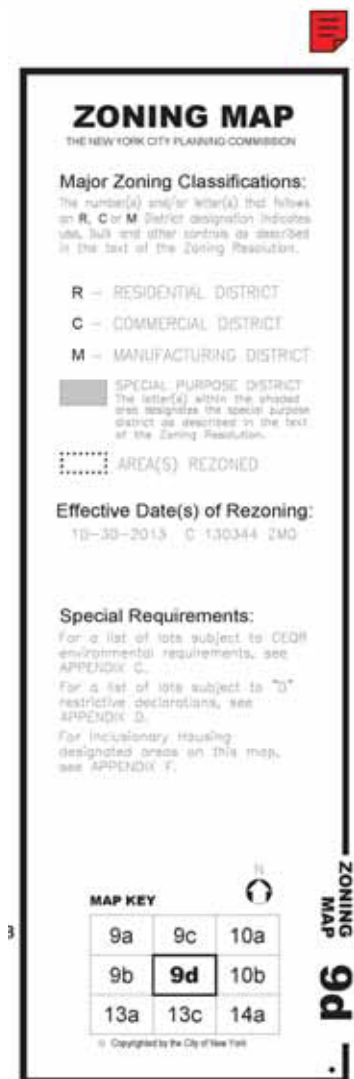 ZONING MAP
THE NEW YORK CITY PLANNING COMMISSION
Major Zoning Classifications:
The number(s) and/or letter(s) that follows
an R, C or M District designation indicates
use, bulk and other controls as described
in the text of the Zoning Resolution.
R – RESIDENTIAL DISTRICT
C – COMMERCIAL DISTRICT
M – MANUFACTURING DISTRICT
SPECIAL PURPOSE DISTRICT
The letter(s) within the shaded
area designates the special purpose
district as described in the text
of the Zoning Resolution.
AREA(S) REZONED
Effective Date(s) of Rezoning:
10-30-2013 C 130344 ZMQ
Special Requirements:
For a list of lots subject to CEQR
environmental requirements, see
APPENDIX C.
For a list of lots subject to "D"
restrictive declarations, see
APPENDIX D.
For Inclusionary Housing
designated areas on this map,
see APPENDIX F.
N
MAP KEY
9a 9c 10a
9b 9d 10b
13a 13c 14a
© Copyrighted by the City of New York
ZONING
MAP
9d